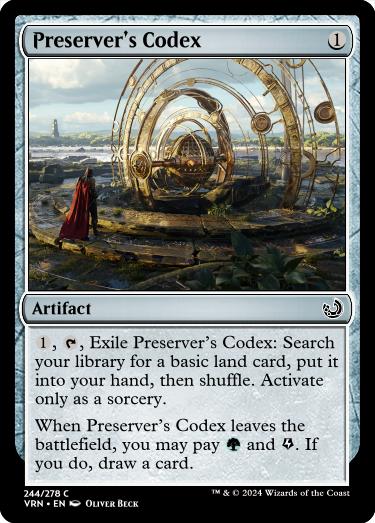 Preserver's Codex 1
Artifact
1, , Exile Preserver's Codex: Search
your library for a basic land card, put it
into your hand, then shuffle. Activate
only as a sorcery.
When Preserver's Codex leaves the
battlefield, you may pay and . If
you do, draw a card.
244/278 C
VRN • EN OLIVER BECK
™ & © 2024 Wizards of the Coast